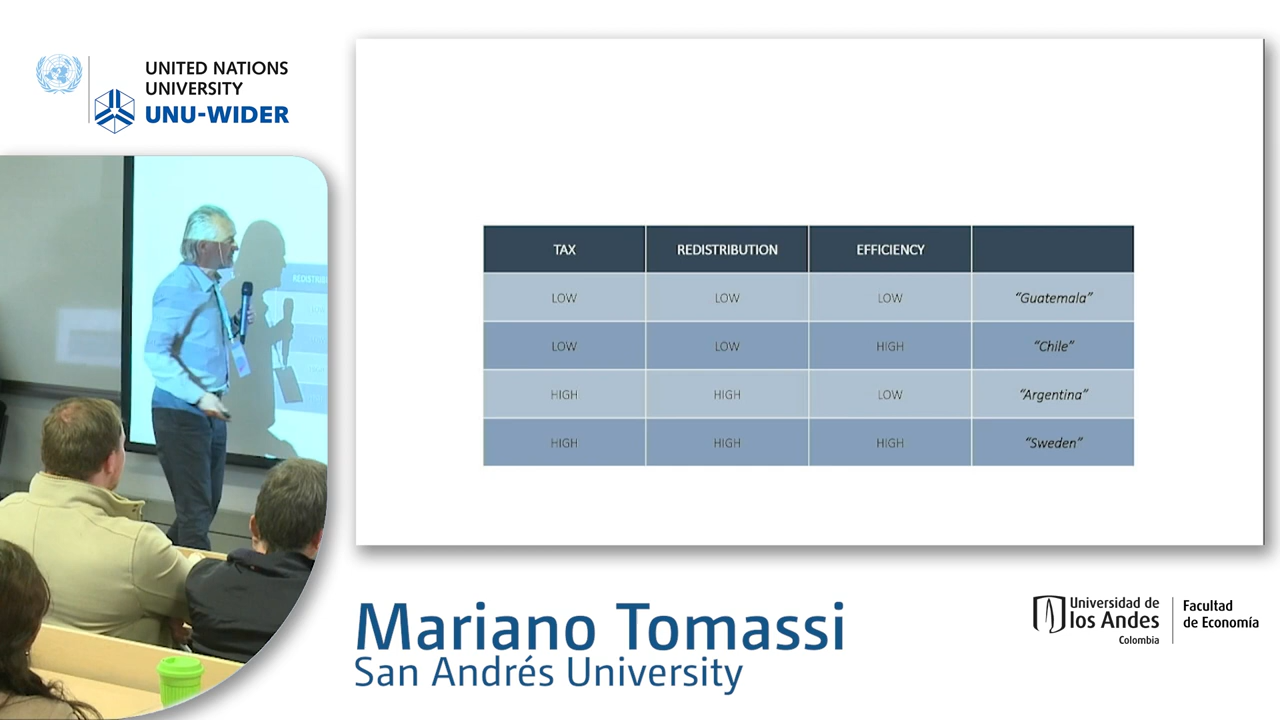 UNITED NATIONS
UNIVERSITY
UNU-WIDER
TAX REDISTRIBUTION EFFICIENCY
LOW LOW LOW “Guatemala”
LOW LOW HIGH “Chile”
HIGH HIGH LOW “Argentina”
HIGH HIGH HIGH “Sweden”
Mariano Tomassi
San Andrés University
Universidad de
los Andes
Colombia
Facultad
de Economía